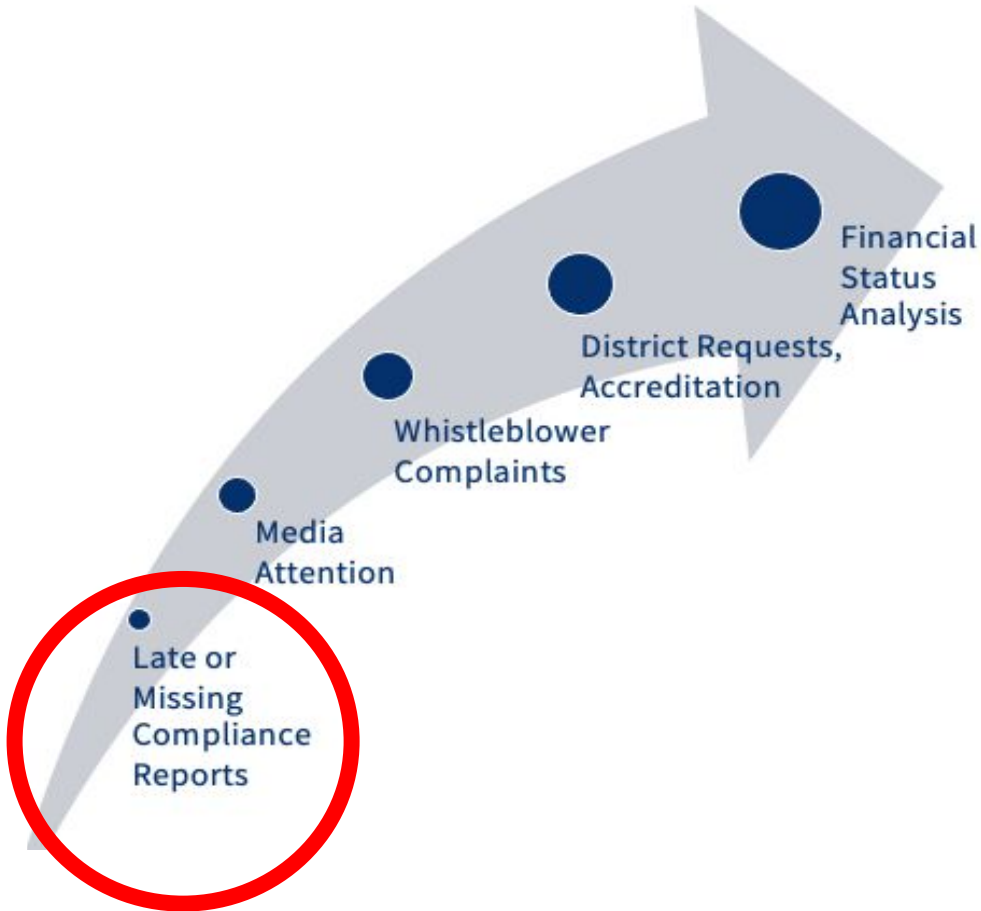 Financial
Status
Analysis
District Requests,
Accreditation
Whistleblower
Complaints
Media
Attention
Late or
Missing
Compliance
Reports